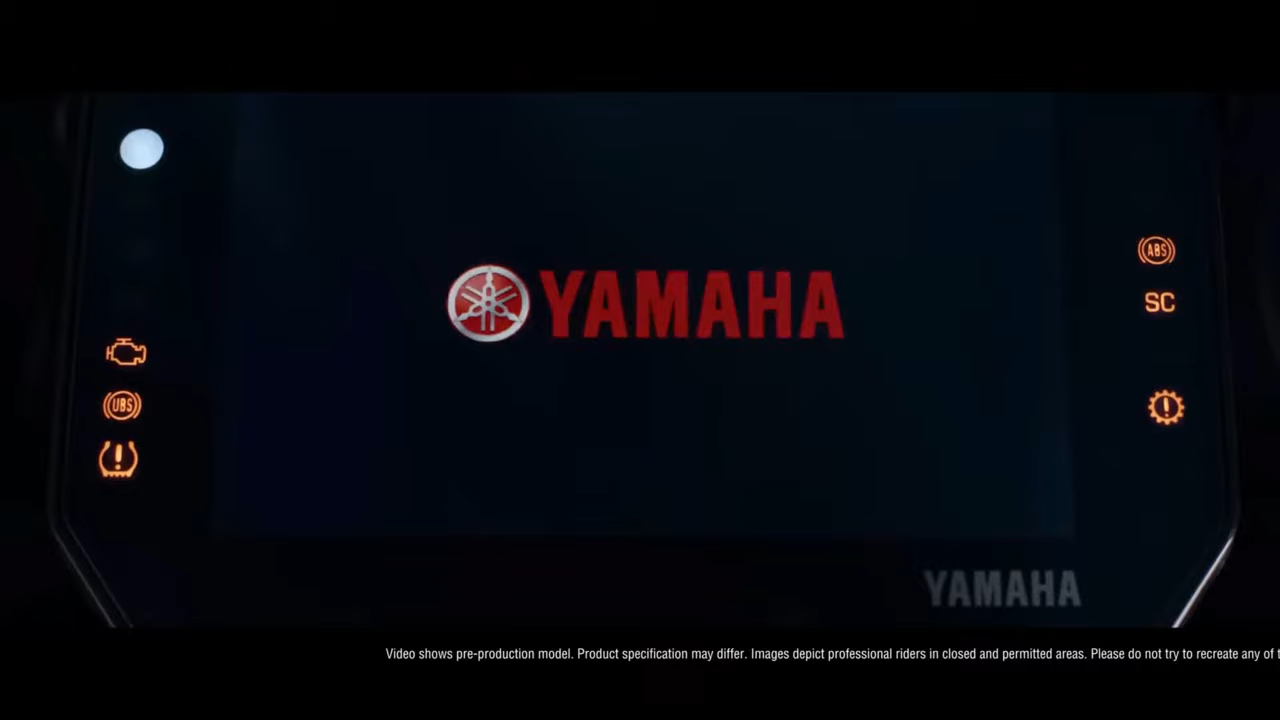 YAMAHA
ABS
SC
UBS
!
!
YAMAHA
Video shows pre-production model. Product specification may differ. Images depict professional riders in closed and permitted areas. Please do not try to recreate any of t